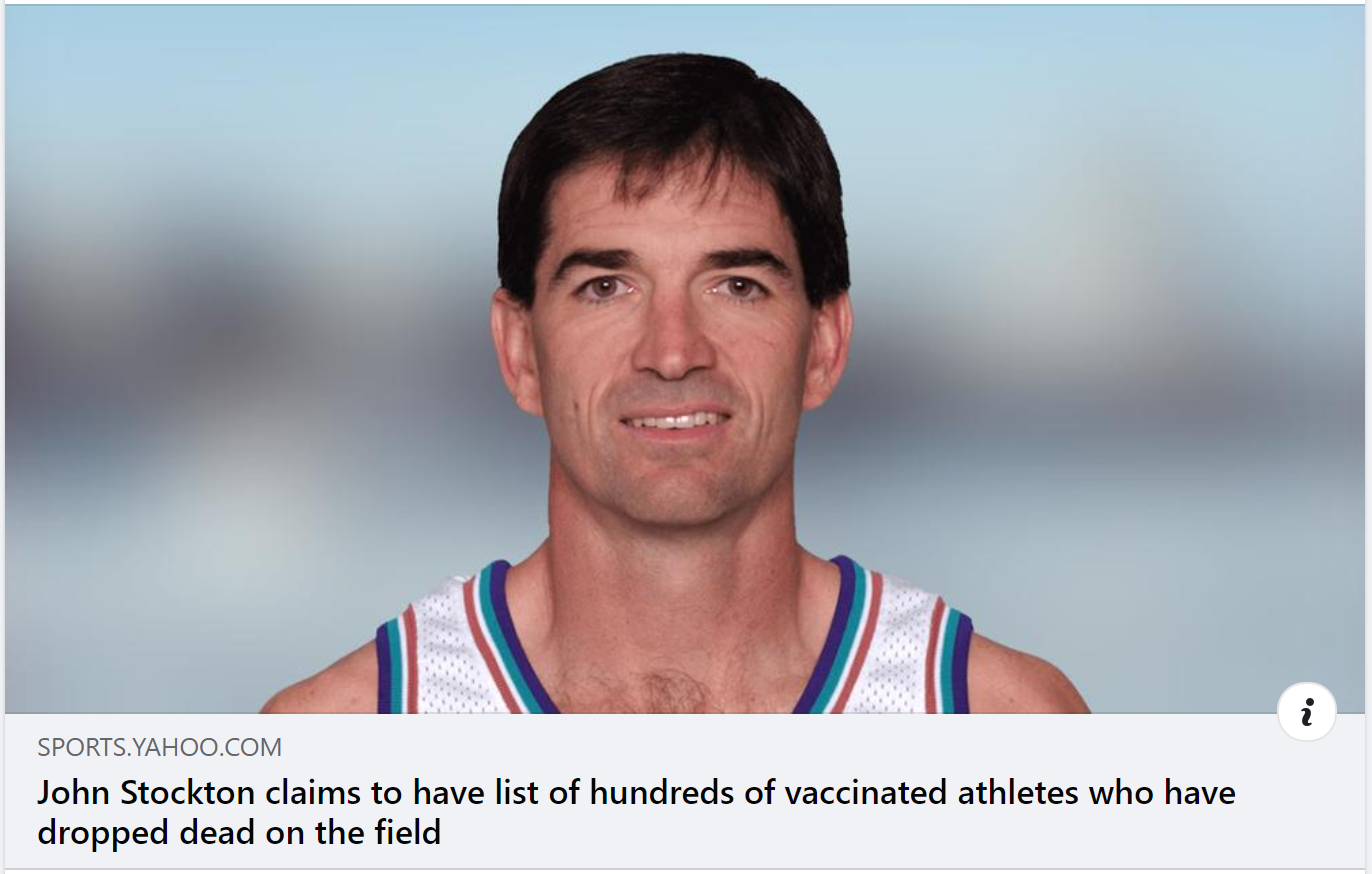 SPORTS.YAHOO.COM
John Stockton claims to have list of hundreds of vaccinated athletes who have
dropped dead on the field